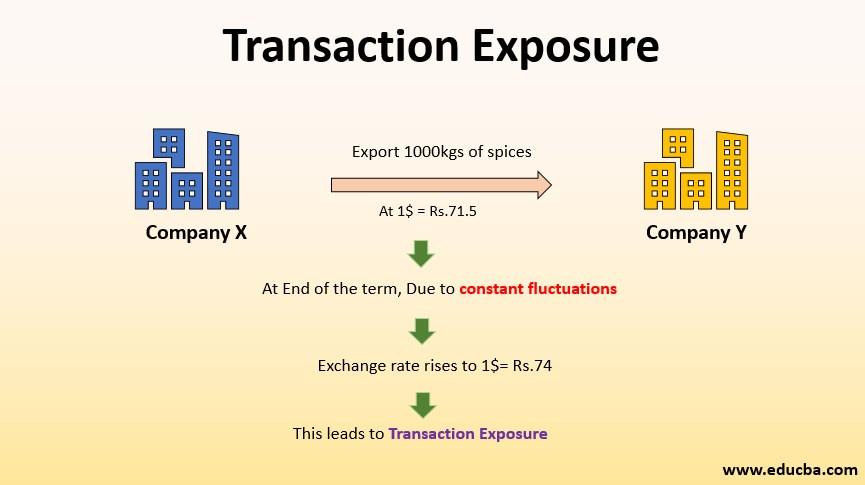 Transaction Exposure
Export 1000kgs of spices
At 1$ = Rs.71.5
Company X
Company Y
At End of the term, Due to constant fluctuations
Exchange rate rises to 1$= Rs.74
This leads to Transaction Exposure
www.educba.com